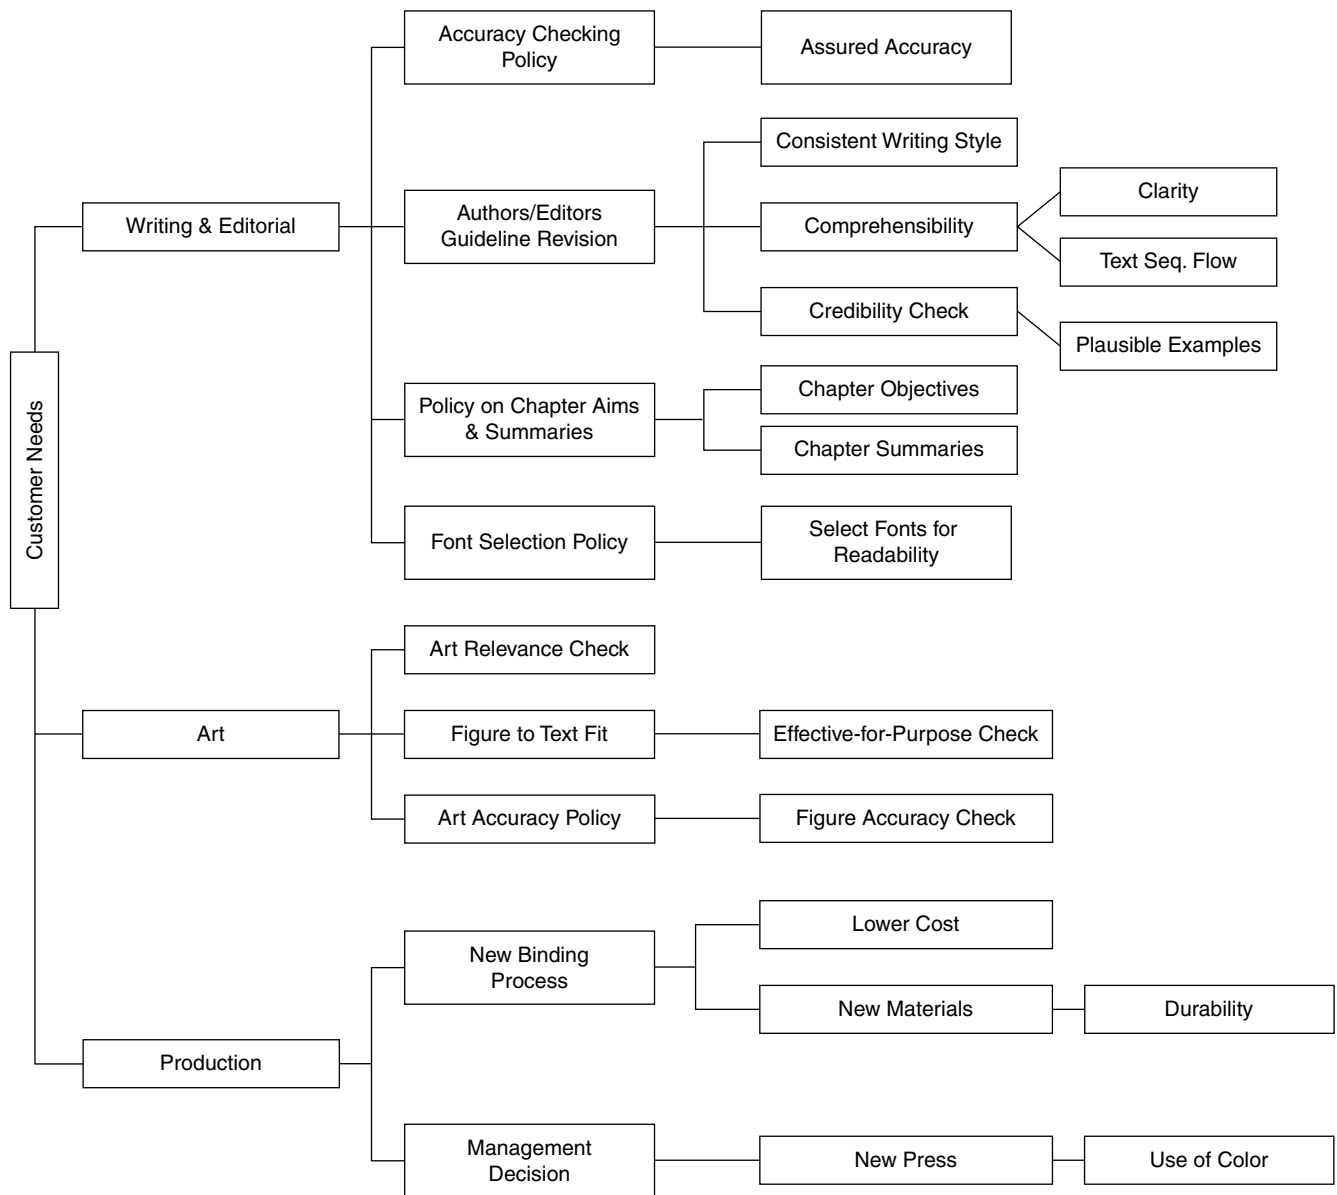 Accuracy Checking
Policy
Assured Accuracy
Consistent Writing Style
Clarity
Writing & Editorial
Authors/Editors
Guideline Revision
Comprehensibility
Text Seq. Flow
Credibility Check
Plausible Examples
Customer Needs
Policy on Chapter Aims
& Summaries
Chapter Objectives
Chapter Summaries
Font Selection Policy
Select Fonts for
Readability
Art Relevance Check
Art
Figure to Text Fit
Effective-for-Purpose Check
Art Accuracy Policy
Figure Accuracy Check
New Binding
Process
Lower Cost
New Materials
Durability
Production
Management
Decision
New Press
Use of Color